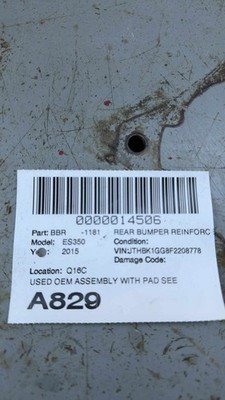 0000014506
Part: BBR -1181 REAR BUMPER REINFORC
Model: ES350 Condition:
2015 VIN:JTHBK1GG8F2208778
Damage Code:
Location: Q16C
USED OEM ASSEMBLY WITH PAD SEE
A829